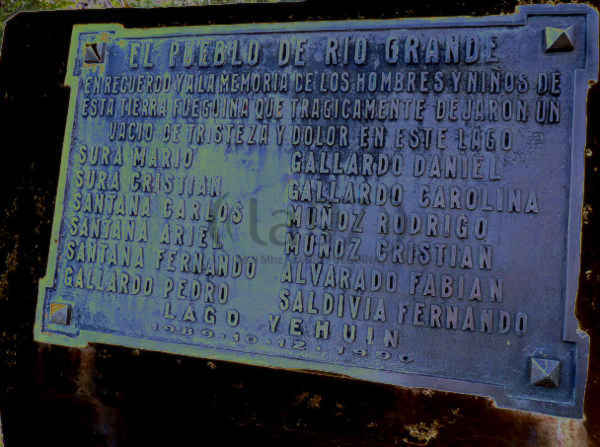 EL PUEBLO DE RIO GRANDE
EN RECUERDO Y A LA MEMORIA DE LOS HOMBRES Y NIÑOS DE
ESTA TIERRA FUEGUINA QUE TRAGICAMENTE DEJARON UN
VACIO DE TRISTEZA Y DOLOR EN ESTE LAGO
SURA MARIO GALLARDO DANIEL
SURA CRISTIAN GALLARDO CAROLINA
SANTANA CARLOS MUÑOZ RODRIGO
SANTANA ARIEL MUÑOZ CRISTIAN
SANTANA FERNANDO ALVARADO FABIAN
GALLARDO PEDRO SALDIVIA FERNANDO
LAGO YEHUIN